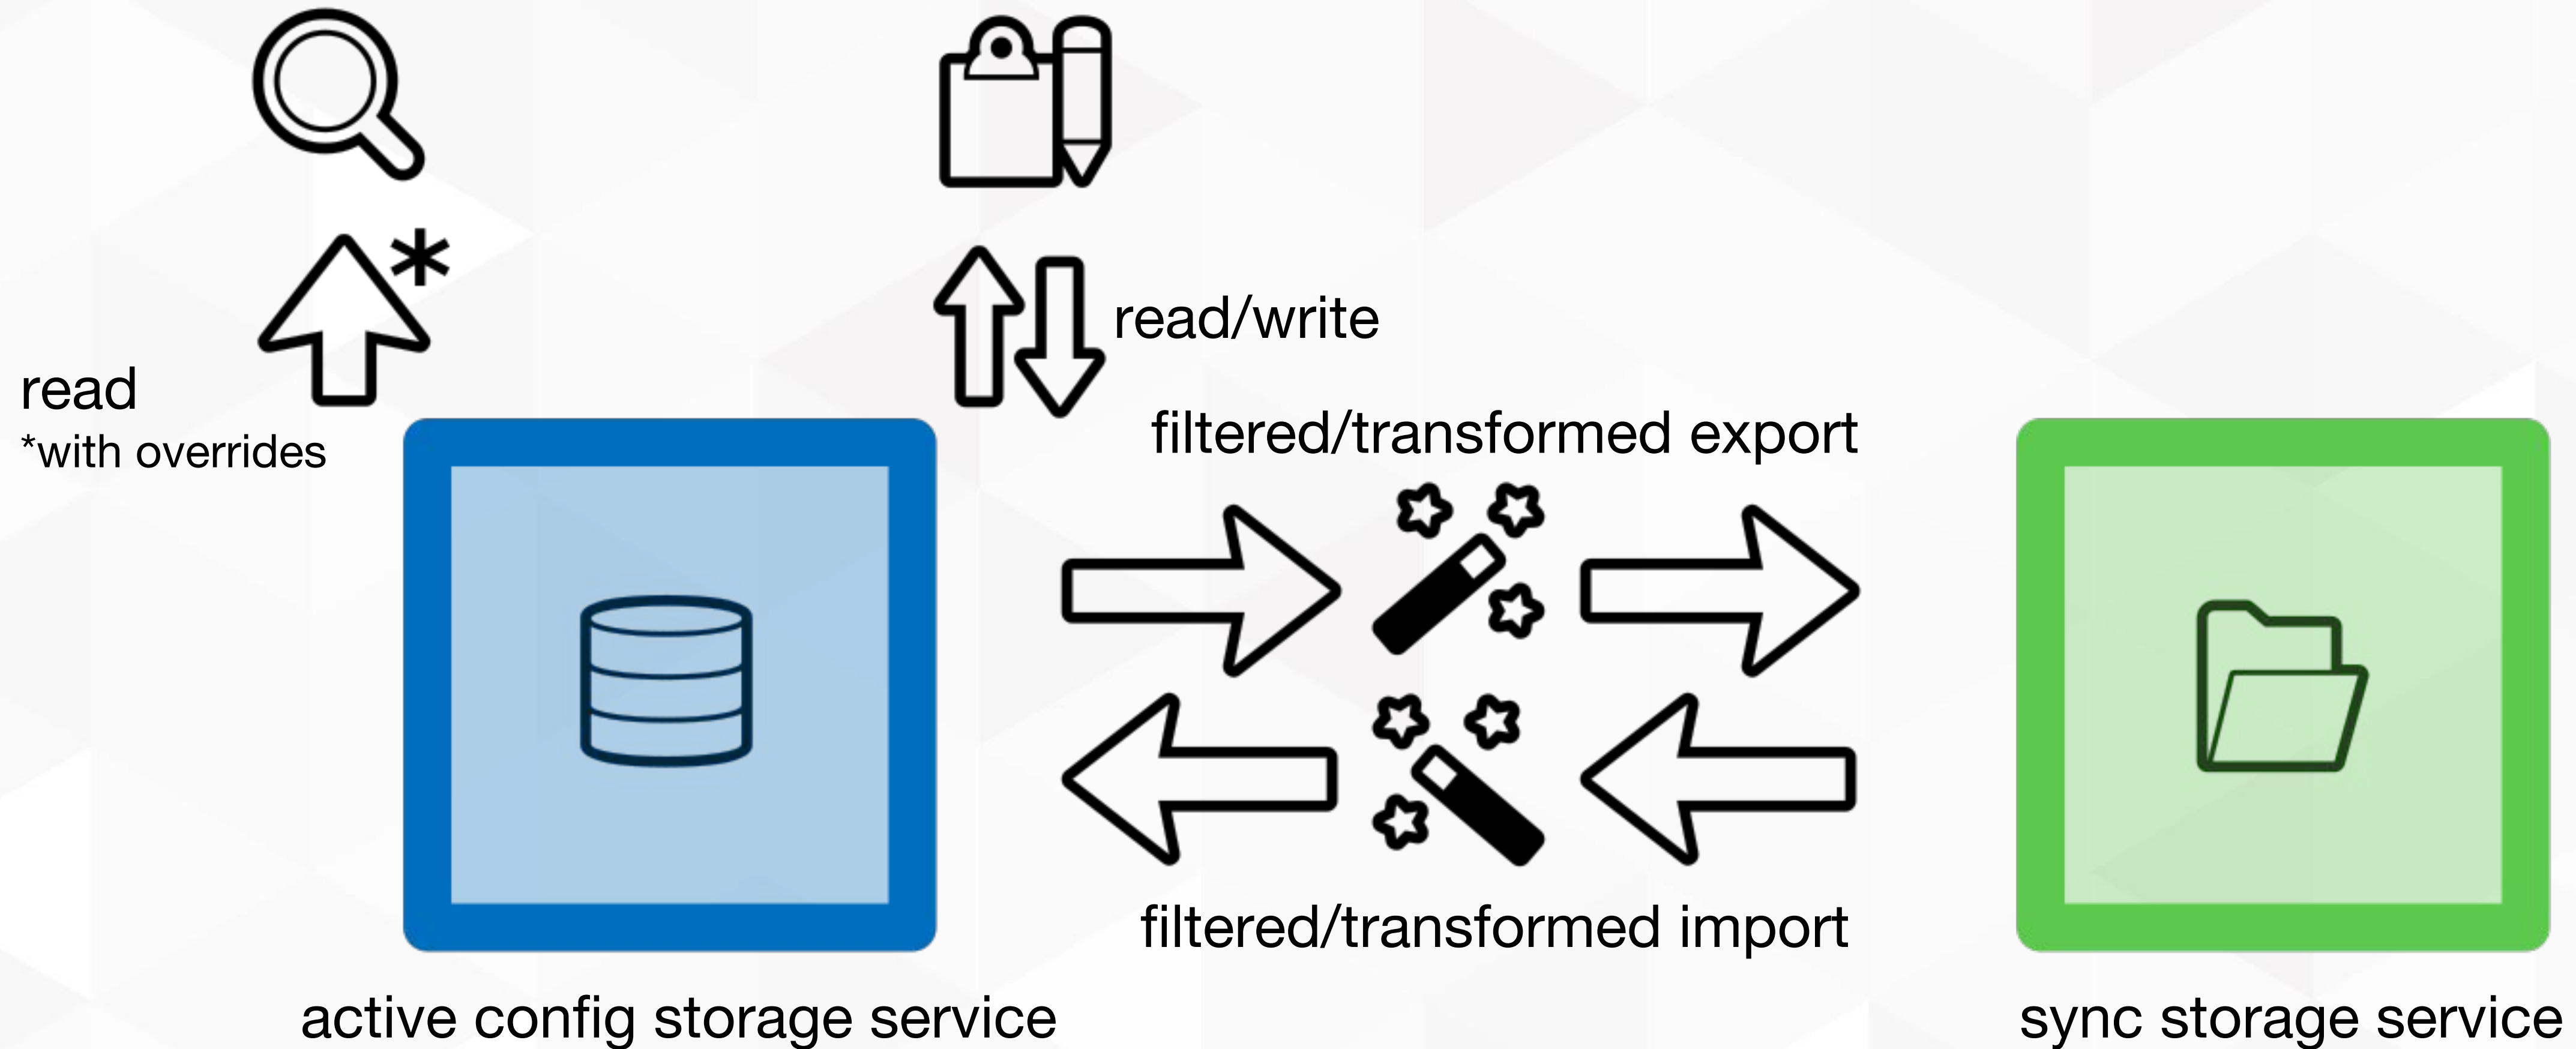 read/write
read
*with overrides
filtered/transformed export
filtered/transformed import
active config storage service
sync storage service